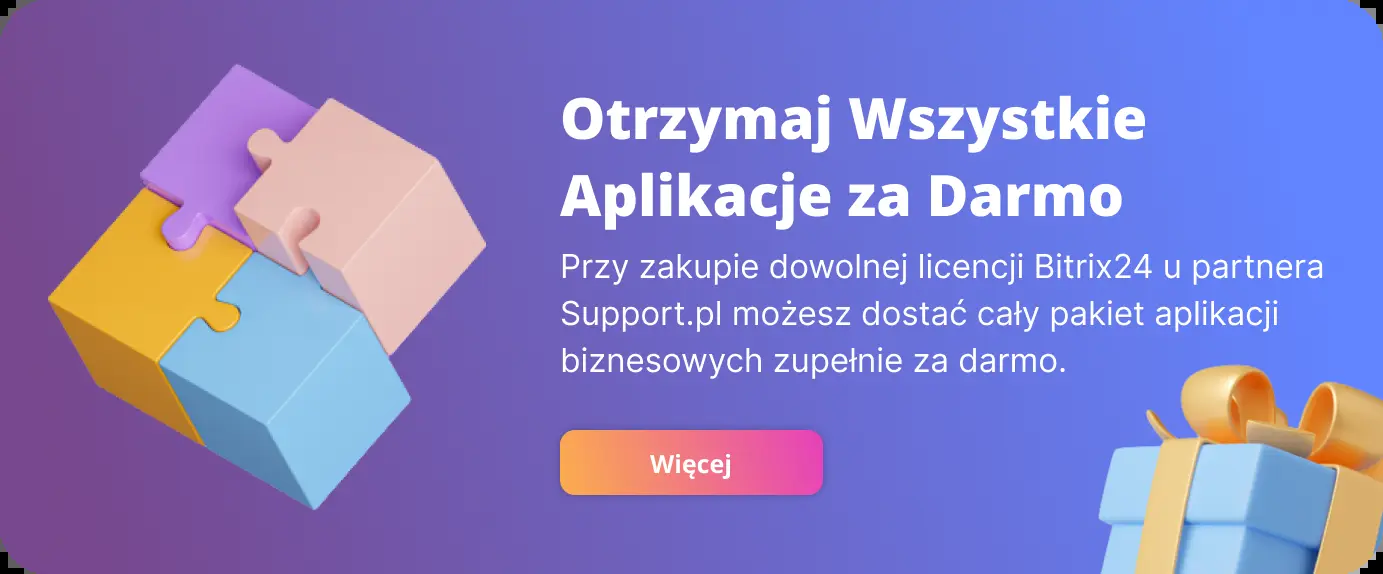 Otrzymaj Wszystkie
Aplikacje za Darmo
Przy zakupie dowolnej licencji Bitrix24 u partnera
Support.pl możesz dostać cały pakiet aplikacji
biznesowych zupełnie za darmo.
Więcej